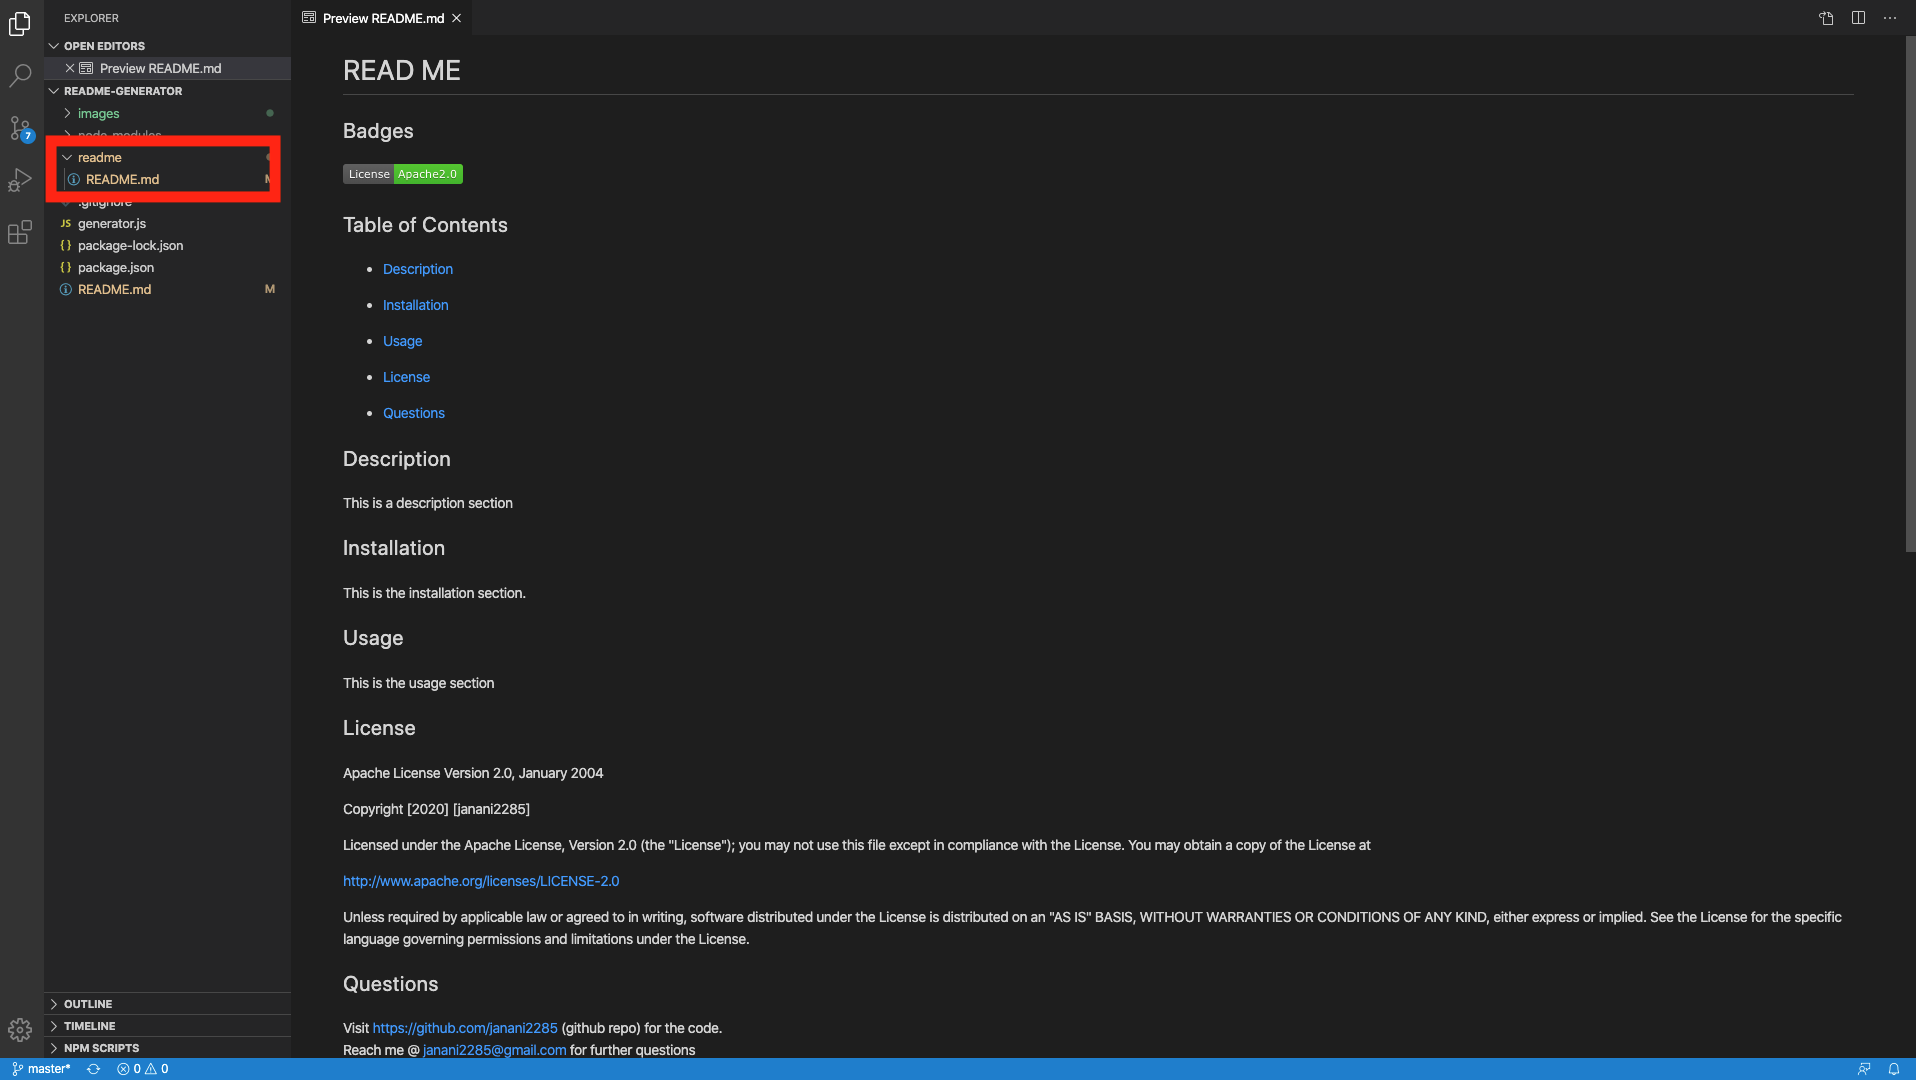 EXPLORER
OPEN EDITORS
Preview README.md
README-GENERATOR
images
node_modules
readme
README.md
.gitignore
JS generator.js
{} package-lock.json
{} package.json
README.md M
7
OUTLINE
TIMELINE
NPM SCRIPTS
Preview README.md
READ ME
Badges
License Apache2.0
Table of Contents
Description
Installation
Usage
License
Questions
Description
This is a description section
Installation
This is the installation section.
Usage
This is the usage section
License
Apache License Version 2.0, January 2004
Copyright [2020] [janani2285]
Licensed under the Apache License, Version 2.0 (the "License"); you may not use this file except in compliance with the License. You may obtain a copy of the License at
http://www.apache.org/licenses/LICENSE-2.0
Unless required by applicable law or agreed to in writing, software distributed under the License is distributed on an "AS IS" BASIS, WITHOUT WARRANTIES OR CONDITIONS OF ANY KIND, either express or implied. See the License for the specific
language governing permissions and limitations under the License.
Questions
Visit https://github.com/janani2285 (github repo) for the code.
Reach me @ janani2285@gmail.com for further questions
master* 0 0